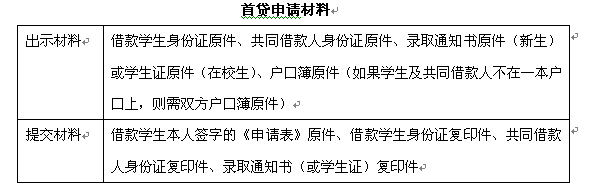 首贷申请材料
出示材料 借款学生身份证原件、共同借款人身份证原件、录取通知书原件（新生）
或学生证原件（在校生）、户口簿原件（如果学生及共同借款人不在一本户
口上，则需双方户口簿原件）
提交材料 借款学生本人签字的《申请表》原件、借款学生身份证复印件、共同借款
人身份证复印件、录取通知书（或学生证）复印件